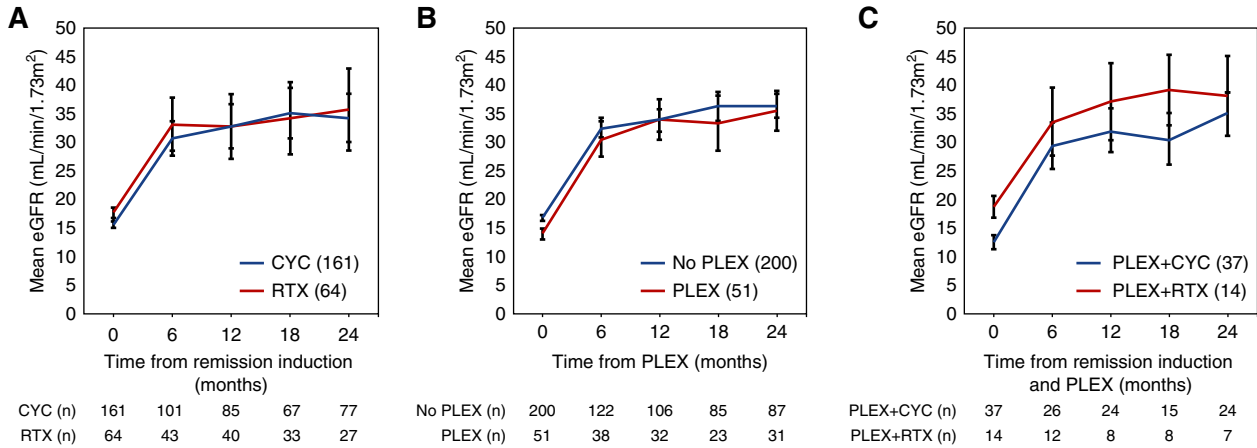 A
Mean eGFR (mL/min/1.73m²)
50
45
40
35
30
25
20
15
10
5
0
CYC (161)
RTX (64)
0 6 12 18 24
Time from remission induction
(months)
CYC (n) 161 101 85 67 77
RTX (n) 64 43 40 33 27
B
Mean eGFR (mL/min/1.73m²)
50
45
40
35
30
25
20
15
10
5
0
No PLEX (200)
PLEX (51)
0 6 12 18 24
Time from PLEX (months)
No PLEX (n) 200 122 106 85 87
PLEX (n) 51 38 32 23 31
C
Mean eGFR (mL/min/1.73m²)
50
45
40
35
30
25
20
15
10
5
0
PLEX+CYC (37)
PLEX+RTX (14)
0 6 12 18 24
Time from remission induction
and PLEX (months)
PLEX+CYC (n) 37 26 24 15 24
PLEX+RTX (n) 14 12 8 8 7